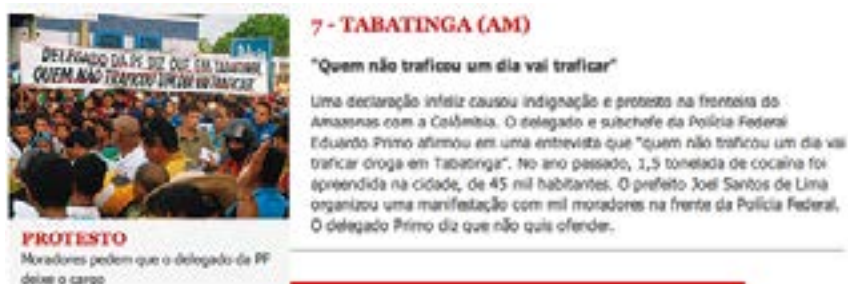 DELEGADO DA PF DIZ QUE EM TABATINGA,
QUEM NÃO TRAFICOU UM DIA VAI TRAFICAR
PROTESTO
Moradores pedem que o delegado da PF
deixe o cargo
7 - TABATINGA (AM)
"Quem não traficou um dia vai traficar"
Uma declaração infeliz causou indignação e protesto na fronteira do
Amazonas com a Colômbia. O delegado e subchefe da Polícia Federal
Eduardo Primo afirmou em uma entrevista que "quem não traficou um dia vai
traficar droga em Tabatinga". No ano passado, 1,5 tonelada de cocaína foi
apreendida na cidade, de 45 mil habitantes. O prefeito Joel Santos de Lima
organizou uma manifestação com mil moradores na frente da Polícia Federal.
O delegado Primo diz que não quis ofender.